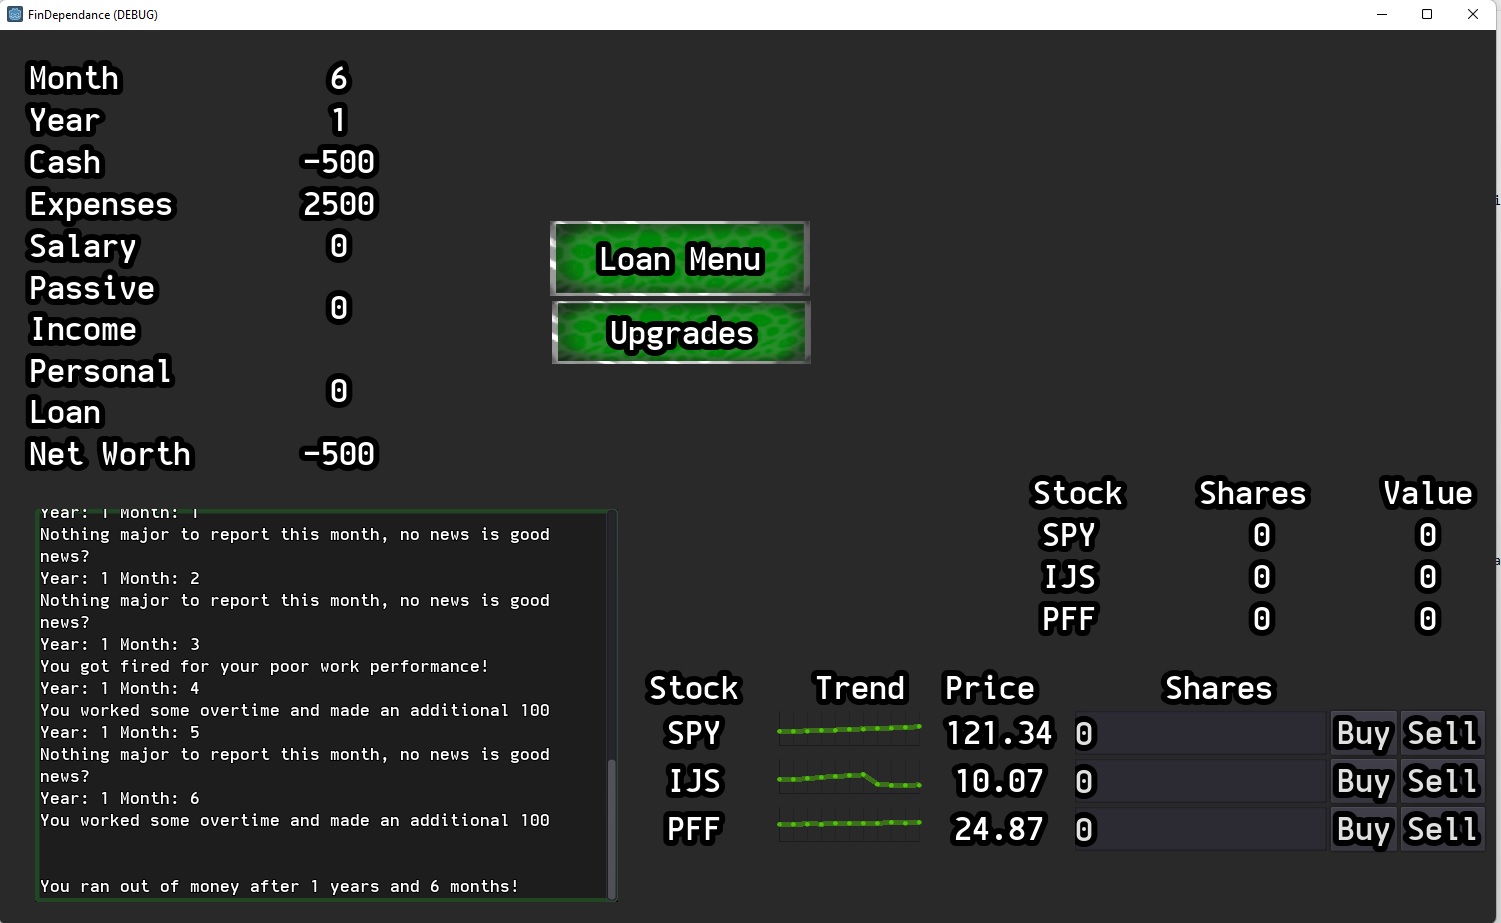 FinDependance (DEBUG)
Month 6
Year 1
Cash -500
Expenses 2500
Salary 0
Passive Income 0
Personal Loan 0
Net Worth -500
Loan Menu
Upgrades
Year: 1 Month: 1
Nothing major to report this month, no news is good
news?
Year: 1 Month: 2
Nothing major to report this month, no news is good
news?
Year: 1 Month: 3
You got fired for your poor work performance!
Year: 1 Month: 4
You worked some overtime and made an additional 100
Year: 1 Month: 5
Nothing major to report this month, no news is good
news?
Year: 1 Month: 6
You worked some overtime and made an additional 100
You ran out of money after 1 years and 6 months!
Stock Shares Value
SPY 0 0
IJS 0 0
PFF 0 0
Stock Trend Price Shares
SPY 121.34 0 Buy Sell
IJS 10.07 0 Buy Sell
PFF 24.87 0 Buy Sell